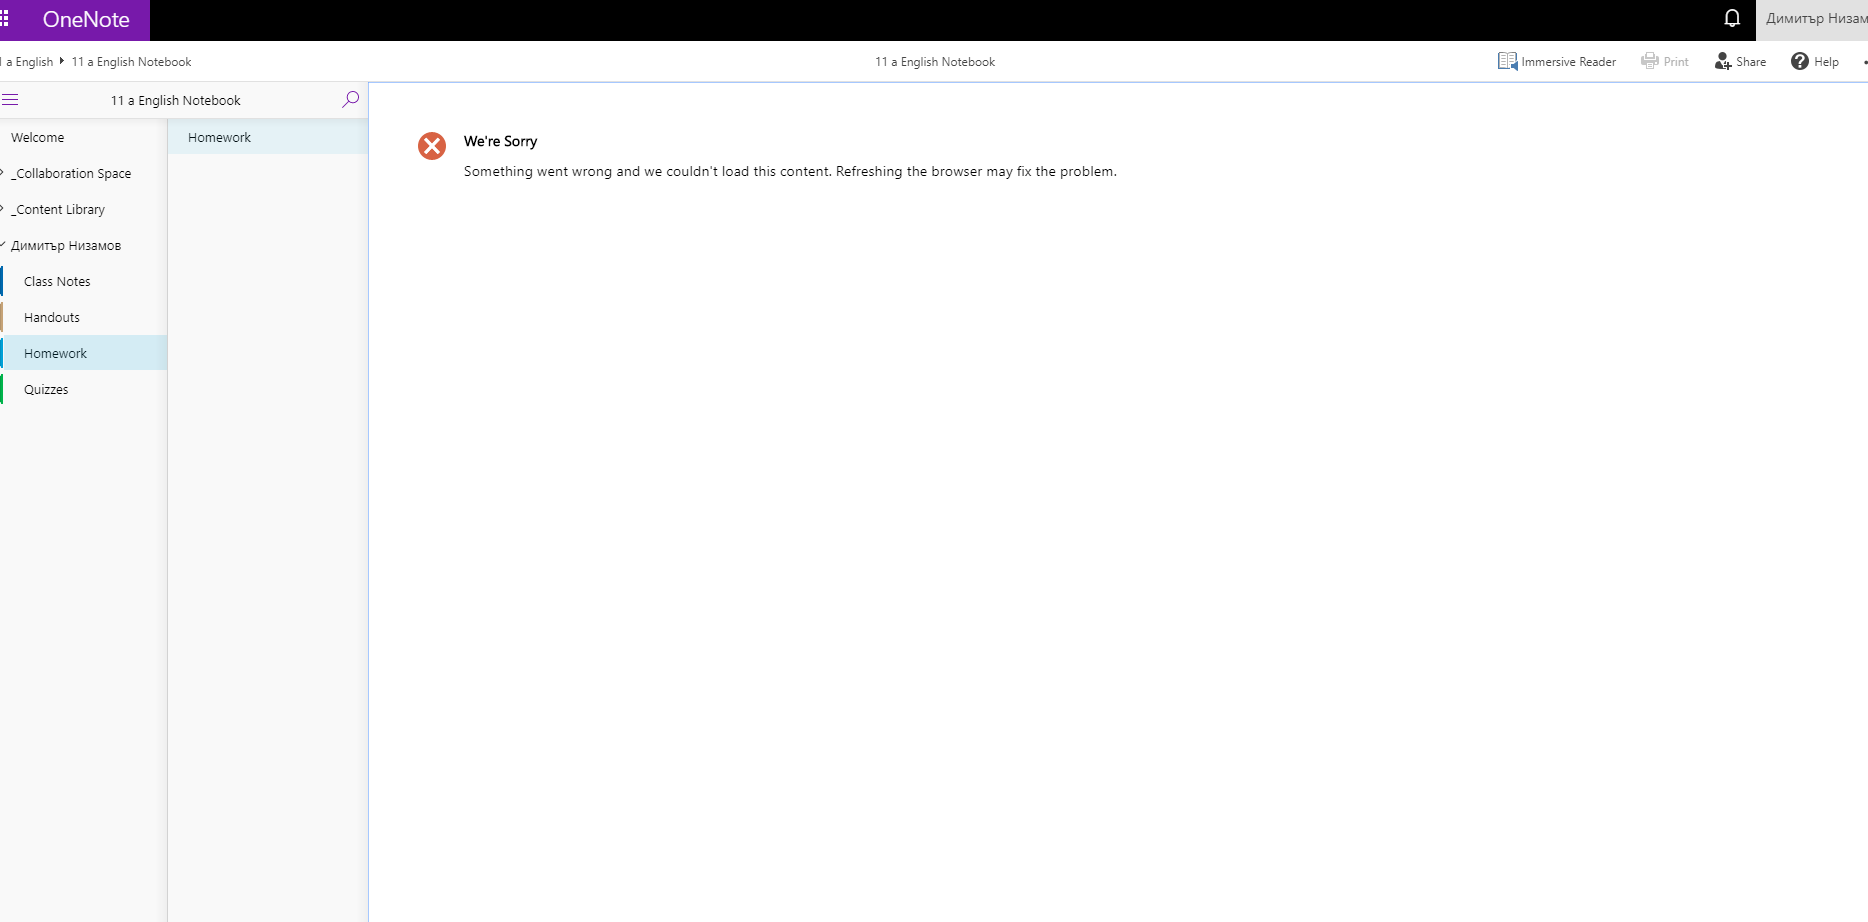 OneNote
Димитър Низам
a English 11 a English Notebook
11 a English Notebook
Immersive Reader
Print
Share
Help
11 a English Notebook
Welcome
_Collaboration Space
_Content Library
Димитър Низамов
Class Notes
Handouts
Homework
Quizzes
Homework
We're Sorry
Something went wrong and we couldn't load this content. Refreshing the browser may fix the problem.